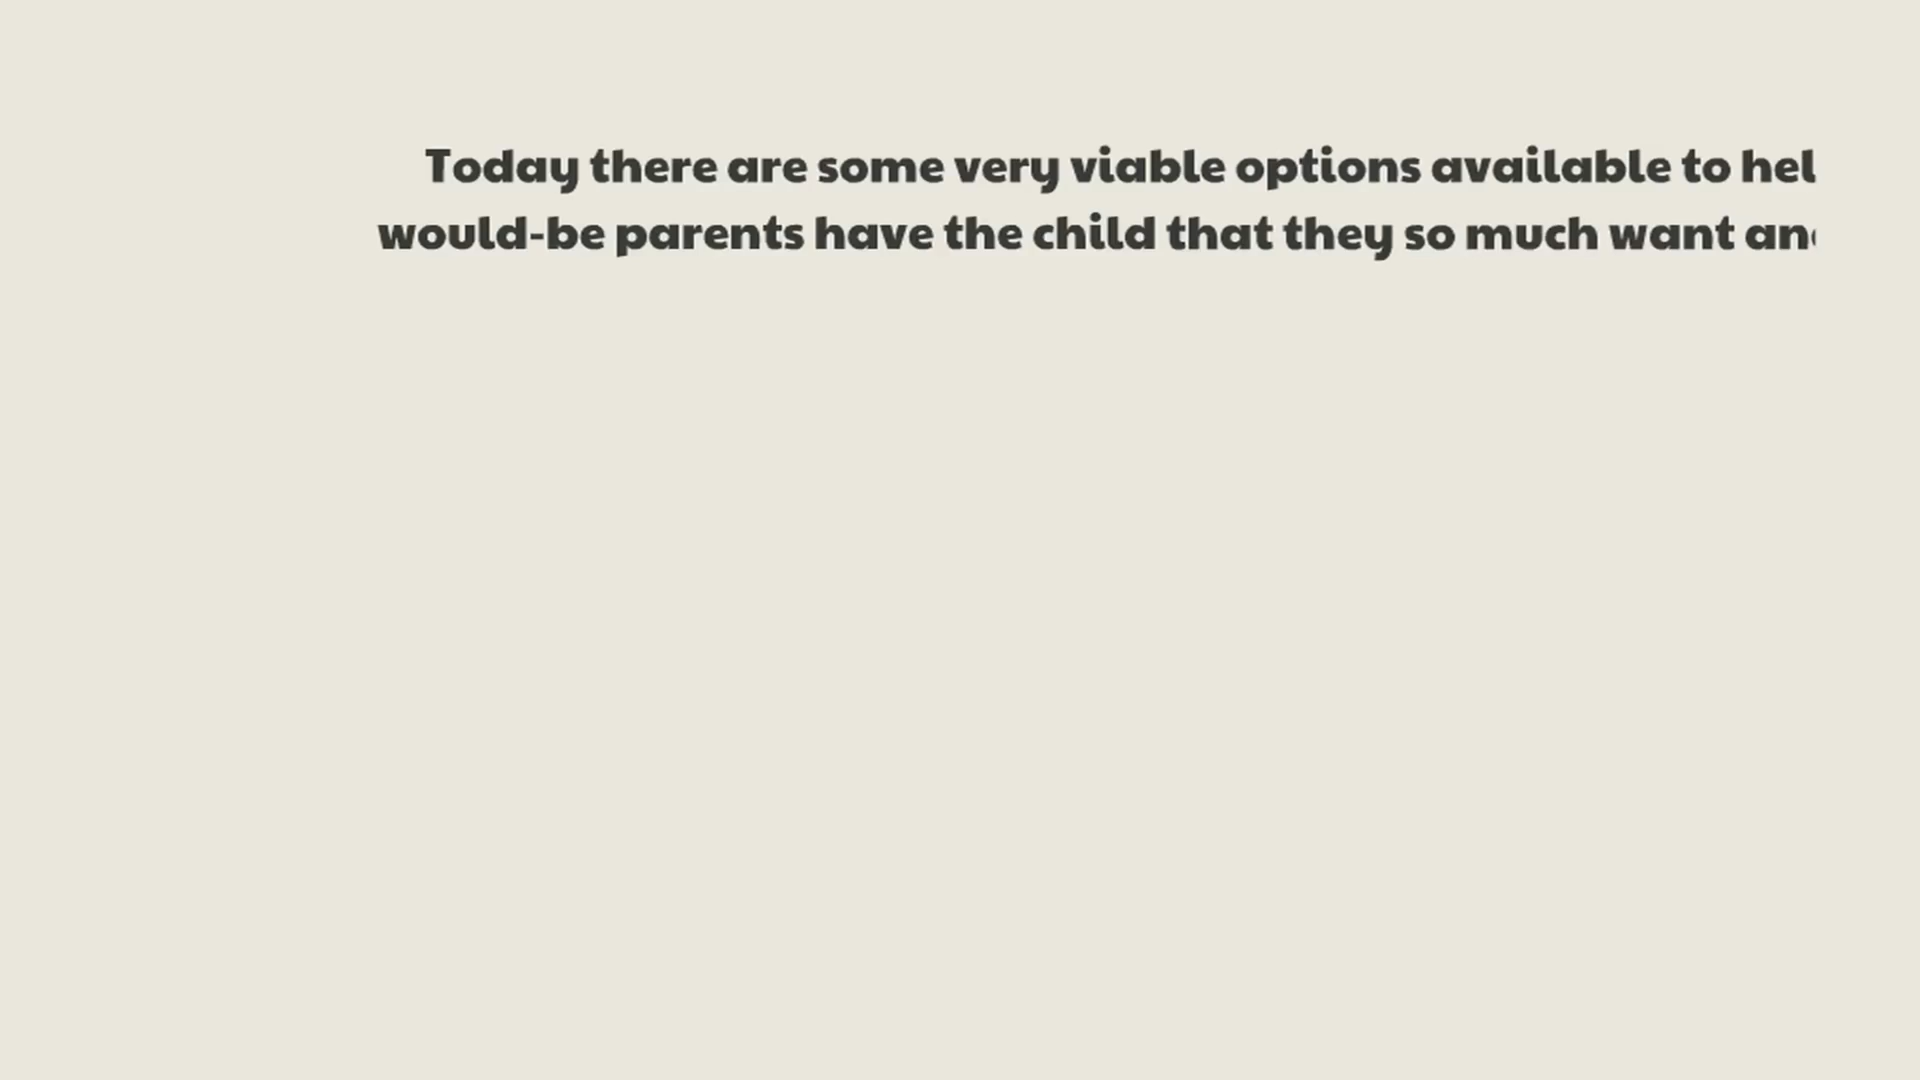 Today there are some very viable options available to hel
would-be parents have the child that they so much want an